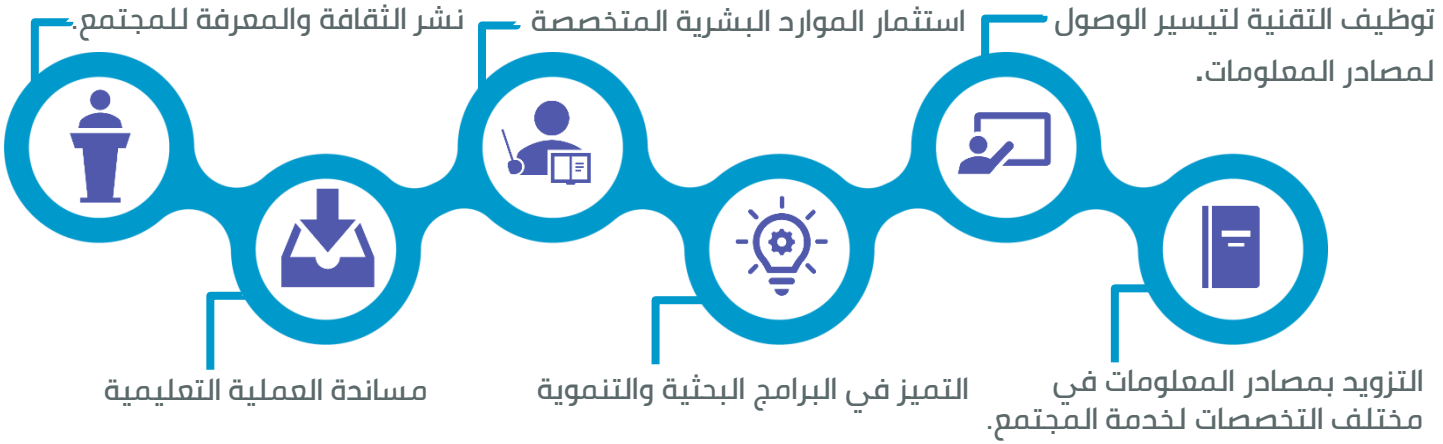 توظيف التقنية لتيسير الوصول
لمصادر المعلومات.
استثمار الموارد البشرية المتخصصة
نشر الثقافة والمعرفة للمجتمع.
التزويد بمصادر المعلومات في
مختلف التخصصات لخدمة المجتمع.
التميز في البرامج البحثية والتنموية
مساندة العملية التعليمية